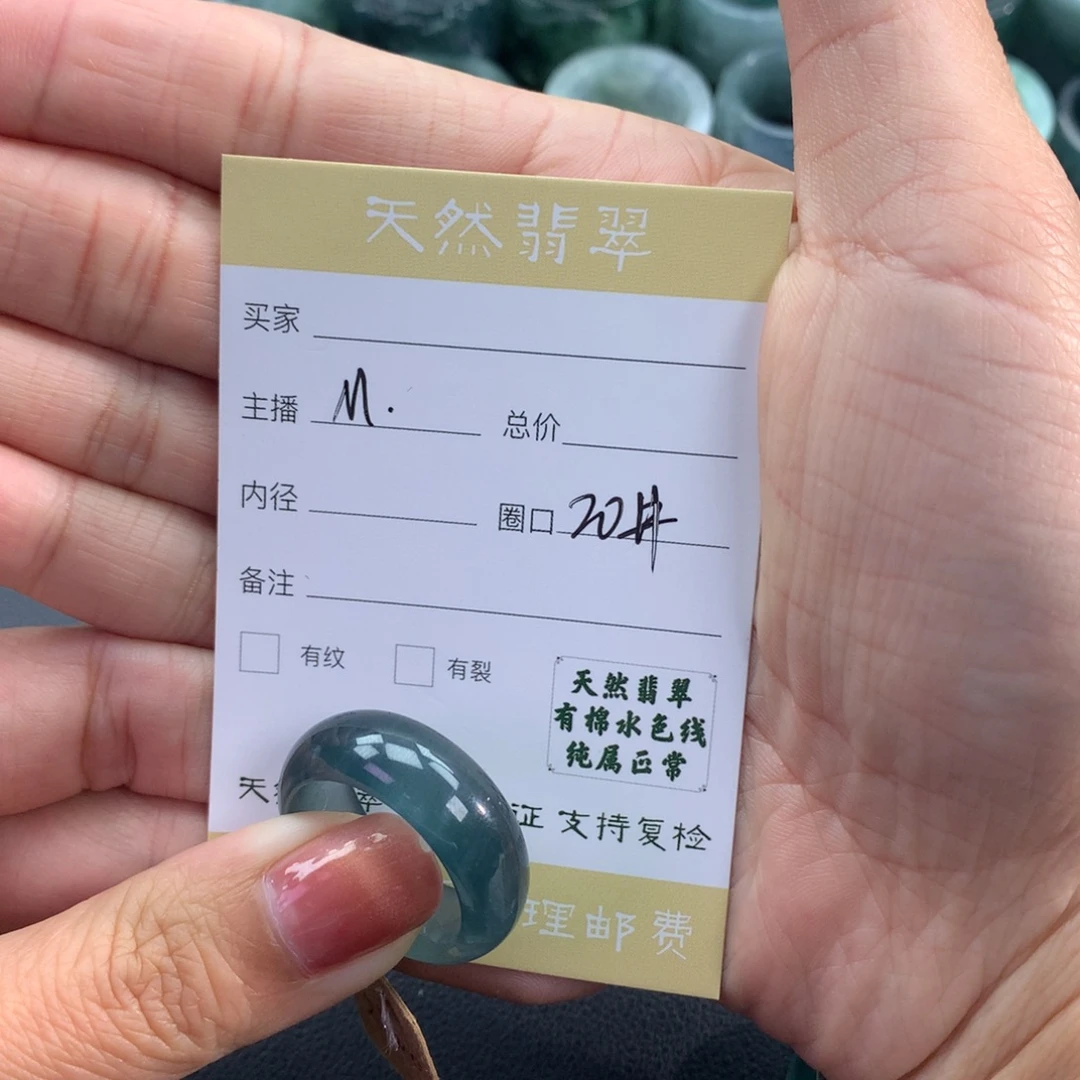 天然翡翠
买家
主播 M.
总价
内径
圈口 20#
备注
有纹
有裂
天然翡翠
有棉水色线
纯属正常
天 证 支持复检
理邮费